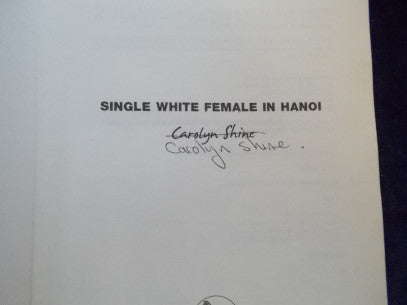 SINGLE WHITE FEMALE IN HANOI
Carolyn Shine
Carolyn Shine.